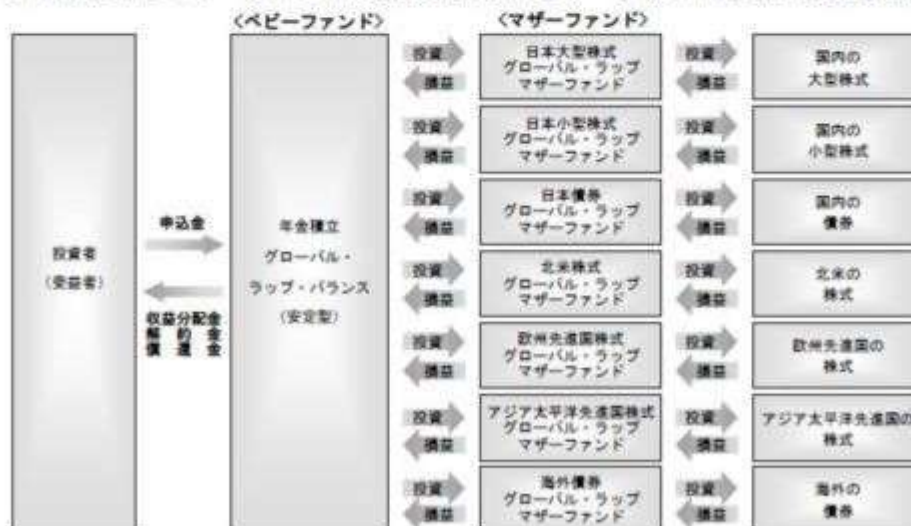 〈ベビーファンド〉
〈マザーファンド〉
投資者
(受益者)
申込金
収益分配金
解約金
償還金
年金積立
グローバル・
ラップ・バランス
(安定型)
投資
損益
日本大型株式
グローバル・ラップ
マザーファンド
投資
損益
国内の
大型株式
投資
損益
日本小型株式
グローバル・ラップ
マザーファンド
投資
損益
国内の
小型株式
投資
損益
日本債券
グローバル・ラップ
マザーファンド
投資
損益
国内の
債券
投資
損益
北米株式
グローバル・ラップ
マザーファンド
投資
損益
北米の
株式
投資
損益
欧州先進国株式
グローバル・ラップ
マザーファンド
投資
損益
欧州先進国の
株式
投資
損益
アジア太平洋先進国株式
グローバル・ラップ
マザーファンド
投資
損益
アジア太平洋先進国の
株式
投資
損益
海外債券
グローバル・ラップ
マザーファンド
投資
損益
海外の
債券